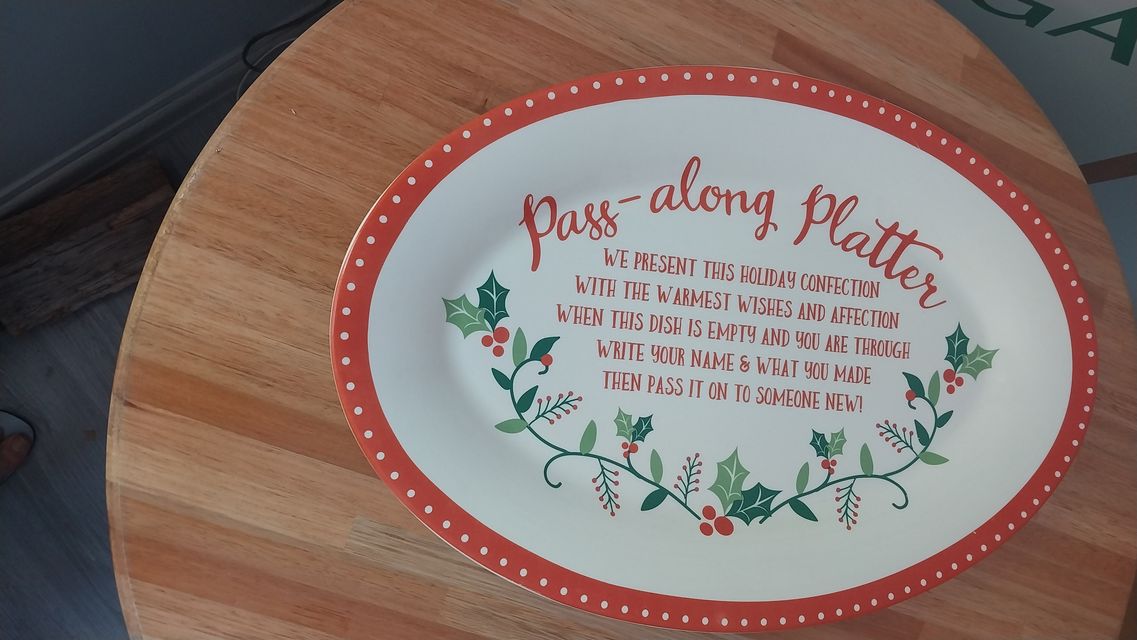 GA
Pass-along Platter
WE PRESENT THIS HOLIDAY CONFECTION
WITH THE WARMEST WISHES AND AFFECTION
WHEN THIS DISH IS EMPTY AND YOU ARE THROUGH
WRITE YOUR NAME & WHAT YOU MADE
THEN PASS IT ON TO SOMEONE NEW!